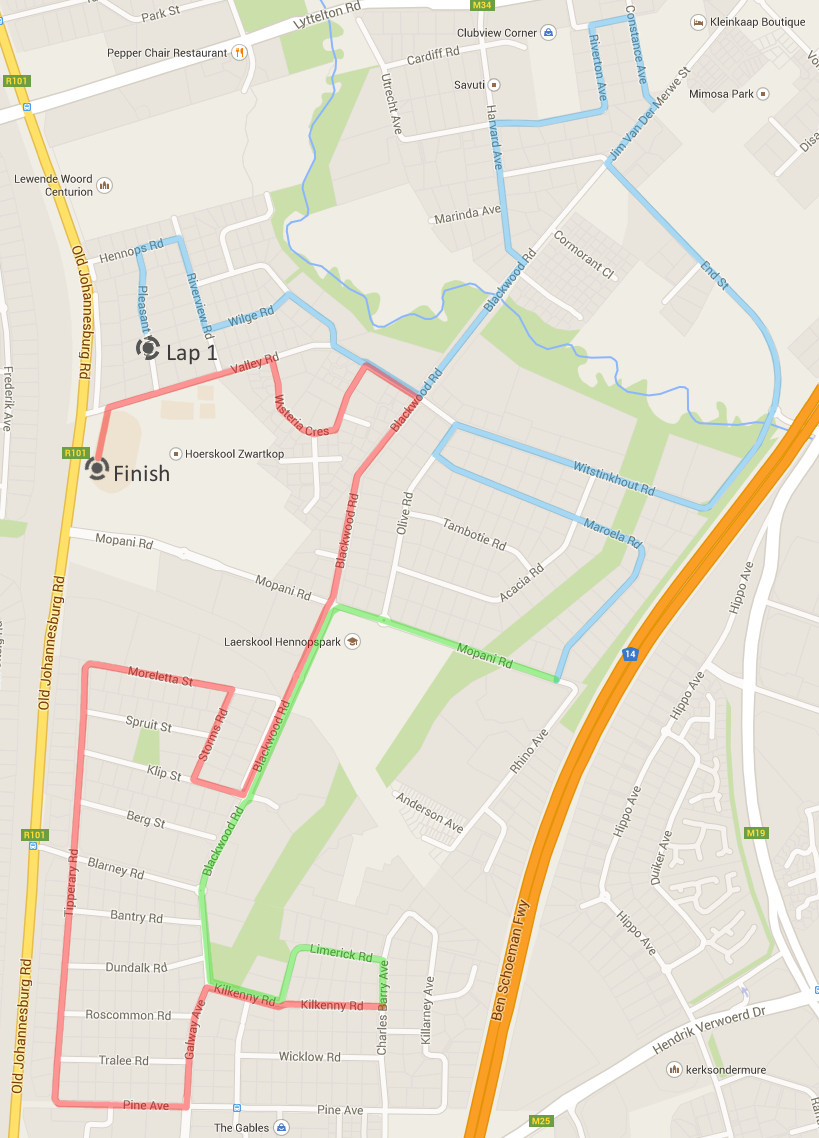 Park St
Lyttelton Rd
M34
Constance Ave
Kleinkaap Boutique
Clubview Corner
Riverton Ave
Pepper Chair Restaurant
Cardiff Rd
R101
Savuti
Utrecht Ave
Mimosa Park
Jim Van Der Merwe St
Harvard Ave
Lewende Woord
Centurion
Marinda Ave
Hennops Rd
Cormorant Cl
Old Johannesburg Rd
Pleasant
Riverview Rd
End St
Blackwood Rd
Wilge Rd
Lap 1
Valley Rd
Frederik Ave
Blackwood Rd
Wisteria Cres
R101
Hoerskool Zwartkop
Finish
Witstinkhout Rd
Olive Rd
Blackwood Rd
Tambotie Rd
Maroela Rd
Mopani Rd
Acacia Rd
Hippo Ave
Mopani Rd
Old Johannesburg Rd
Laerskool Hennopspark
Mopani Rd
14
Moreletta St
Hippo Ave
Storms Rd
Blackwood Rd
Spruit St
Rhino Ave
Klip St
Anderson Ave
Hippo Ave
Berg St
Blackwood Rd
M19
R101
Duiker Ave
Blarney Rd
Tipperary Rd
Bantry Rd
Hippo Ave
Ben Schoeman Fwy
Limerick Rd
Dundalk Rd
Old Johannesburg Rd
Kilkenny Rd
Kilkenny Rd
Charles Barry Ave
Killarney Ave
Roscommon Rd
Galway Ave
Hendrik Verwoerd Dr
Tralee Rd
Wicklow Rd
kerksondermure
Pine Ave
Pine Ave
The Gables
M25